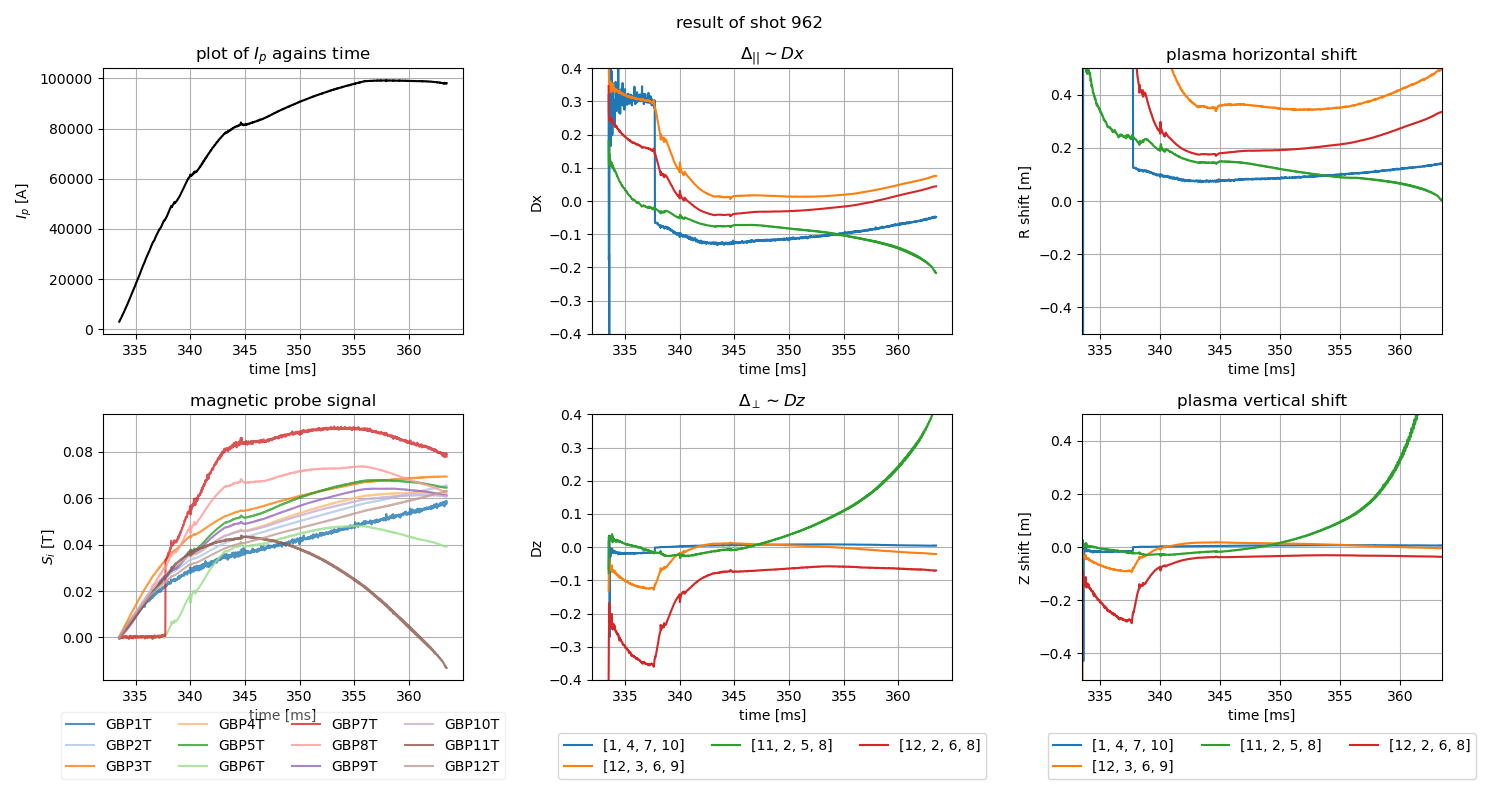 result of shot 962
plot of $I_p$ agains time
100000
80000
60000
40000
20000
0
$I_p$ [A]
335 340 345 350 355 360
time [ms]
$\Delta_{||} \sim Dx$
0.4
0.3
0.2
0.1
0.0
−0.1
−0.2
−0.3
−0.4
Dx
335 340 345 350 355 360
time [ms]
plasma horizontal shift
0.4
0.2
0.0
−0.2
−0.4
R shift [m]
335 340 345 350 355 360
time [ms]
magnetic probe signal
0.08
0.06
0.04
0.02
0.00
$s_i$ [T]
335 340 345 350 355 360
time [ms]
GBP1T GBP4T GBP7T GBP10T
GBP2T GBP5T GBP8T GBP11T
GBP3T GBP6T GBP9T GBP12T
$\Delta_{\perp} \sim Dz$
0.4
0.3
0.2
0.1
0.0
−0.1
−0.2
−0.3
−0.4
Dz
335 340 345 350 355 360
time [ms]
[1, 4, 7, 10] [11, 2, 5, 8] [12, 2, 6, 8]
[12, 3, 6, 9]
plasma vertical shift
0.4
0.2
0.0
−0.2
−0.4
Z shift [m]
335 340 345 350 355 360
time [ms]
[1, 4, 7, 10] [11, 2, 5, 8] [12, 2, 6, 8]
[12, 3, 6, 9]